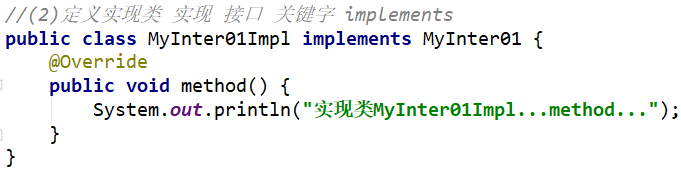 //(2)定义实现类 实现 接口 关键字 implements
public class MyInter01Impl implements MyInter01 {
    @Override
    public void method() {
        System.out.println("实现类MyInter01Impl...method...");
    }
}